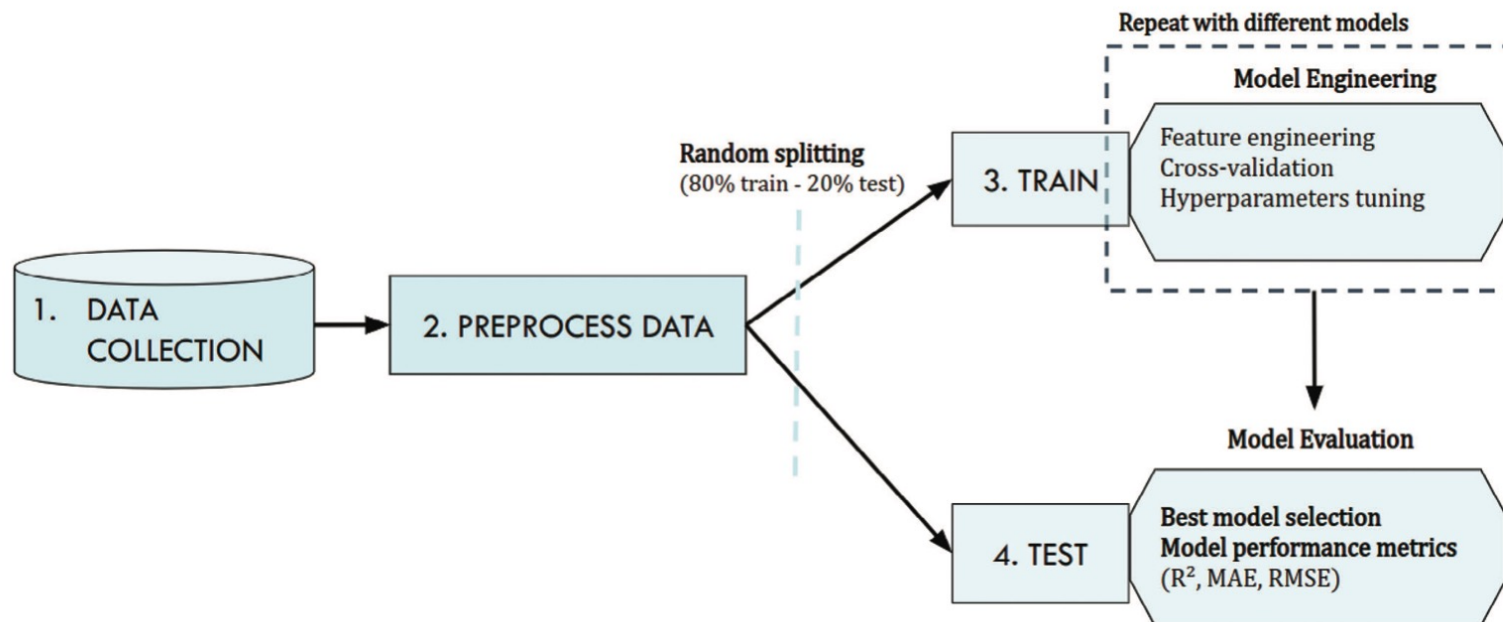 Repeat with different models
Model Engineering
Feature engineering
Cross-validation
Hyperparameters tuning
3. TRAIN
Random splitting
(80% train - 20% test)
1. DATA
COLLECTION
2. PREPROCESS DATA
Model Evaluation
Best model selection
Model performance metrics
(R², MAE, RMSE)
4. TEST